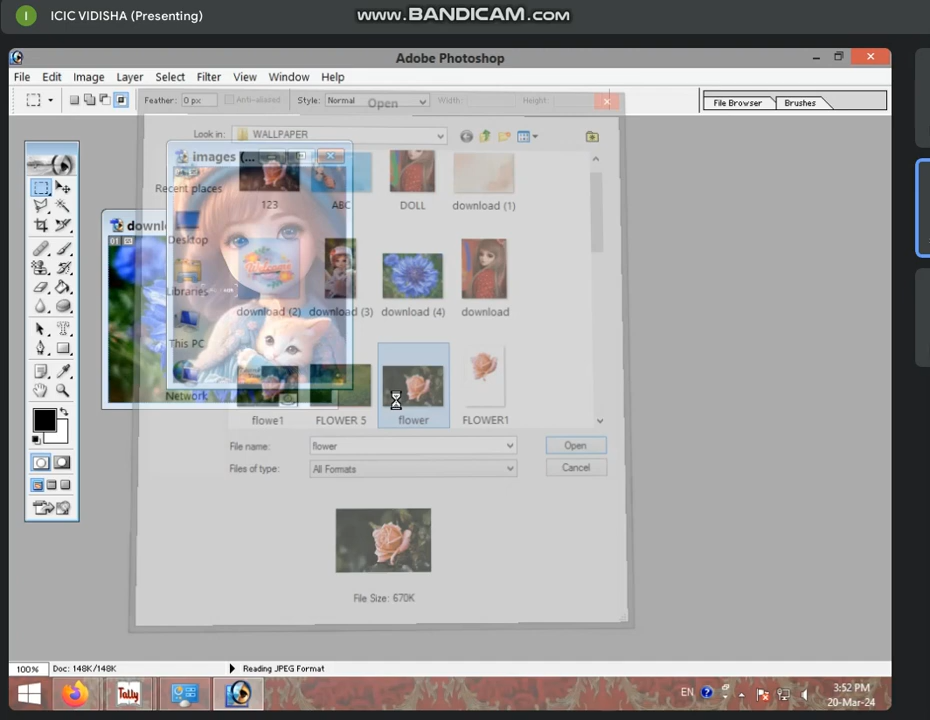 I ICIC VIDISHA (Presenting)
www.BANDICAM.com
Adobe Photoshop
File Edit Image Layer Select Filter View Window Help
Feather: 0 px Anti-aliased Style: Normal Width: Height:
File Browser Brushes
Open
Look in: WALLPAPER
images (...
Recent places
123 ABC DOLL download (1)
downl
01
Desktop
Libraries
Welcome
download (2) download (3) download (4) download
This PC
Network
flowe1 FLOWER 5 flower FLOWER1
File name: flower Open
Files of type: All Formats Cancel
File Size: 670K
100% Doc: 148K/148K Reading JPEG Format
Tally
EN
3:52 PM
20-Mar-24